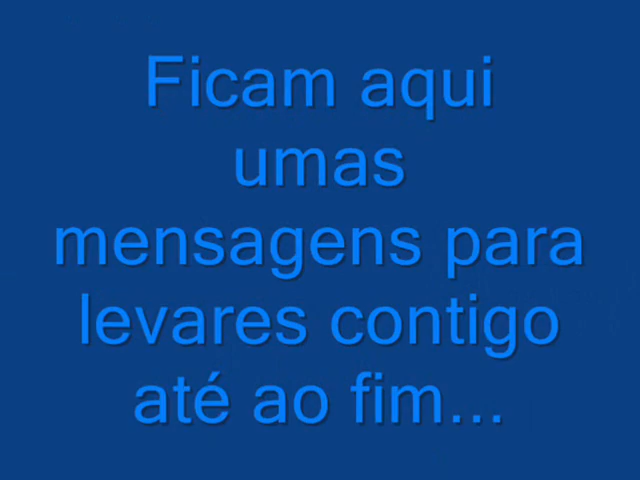 Ficam aqui
umas
mensagens para
levares contigo
até ao fim...